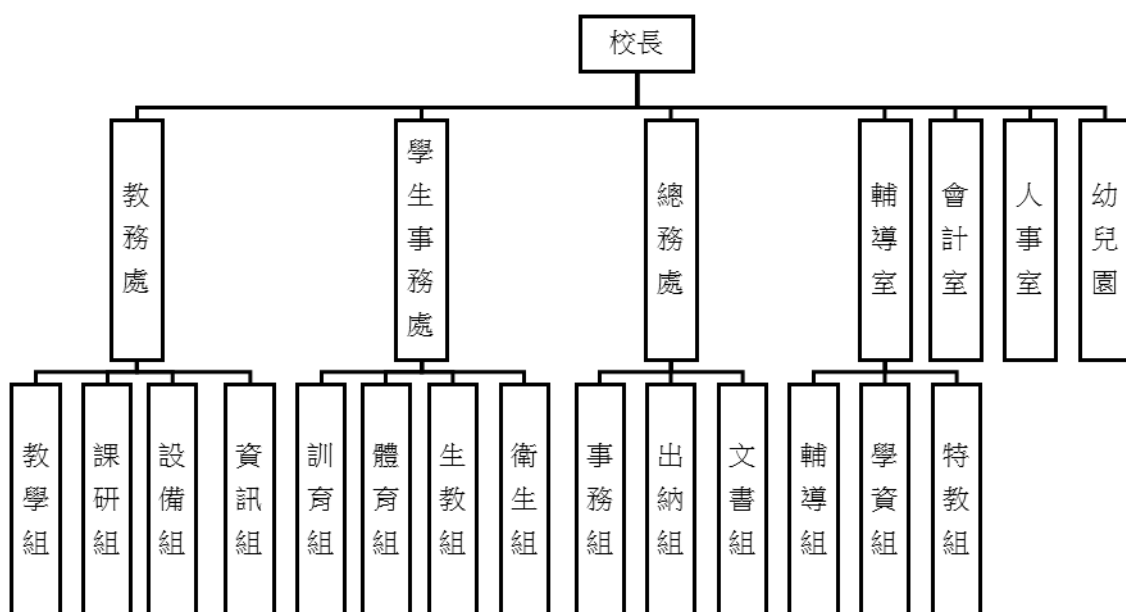 校長
教務處
學生事務處
總務處
輔導室
會計室
人事室
幼兒園
教學組
課研組
設備組
資訊組
訓育組
體育組
生教組
衛生組
事務組
出納組
文書組
輔導組
學資組
特教組